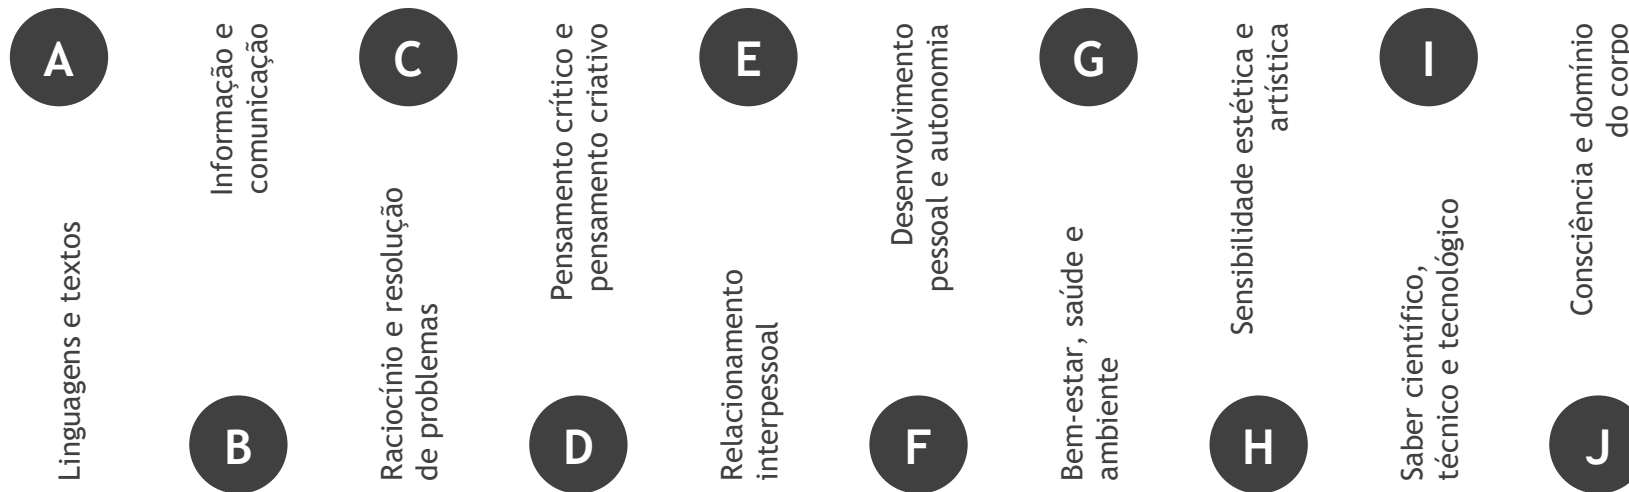 A
Linguagens e textos
B
Informação e
comunicação
C
Raciocínio e resolução
de problemas
D
Pensamento crítico e
pensamento criativo
E
Relacionamento
interpessoal
F
Desenvolvimento
pessoal e autonomia
G
Bem-estar, saúde e
ambiente
H
Sensibilidade estética e
artística
I
Saber científico,
técnico e tecnológico
J
Consciência e domínio
do corpo